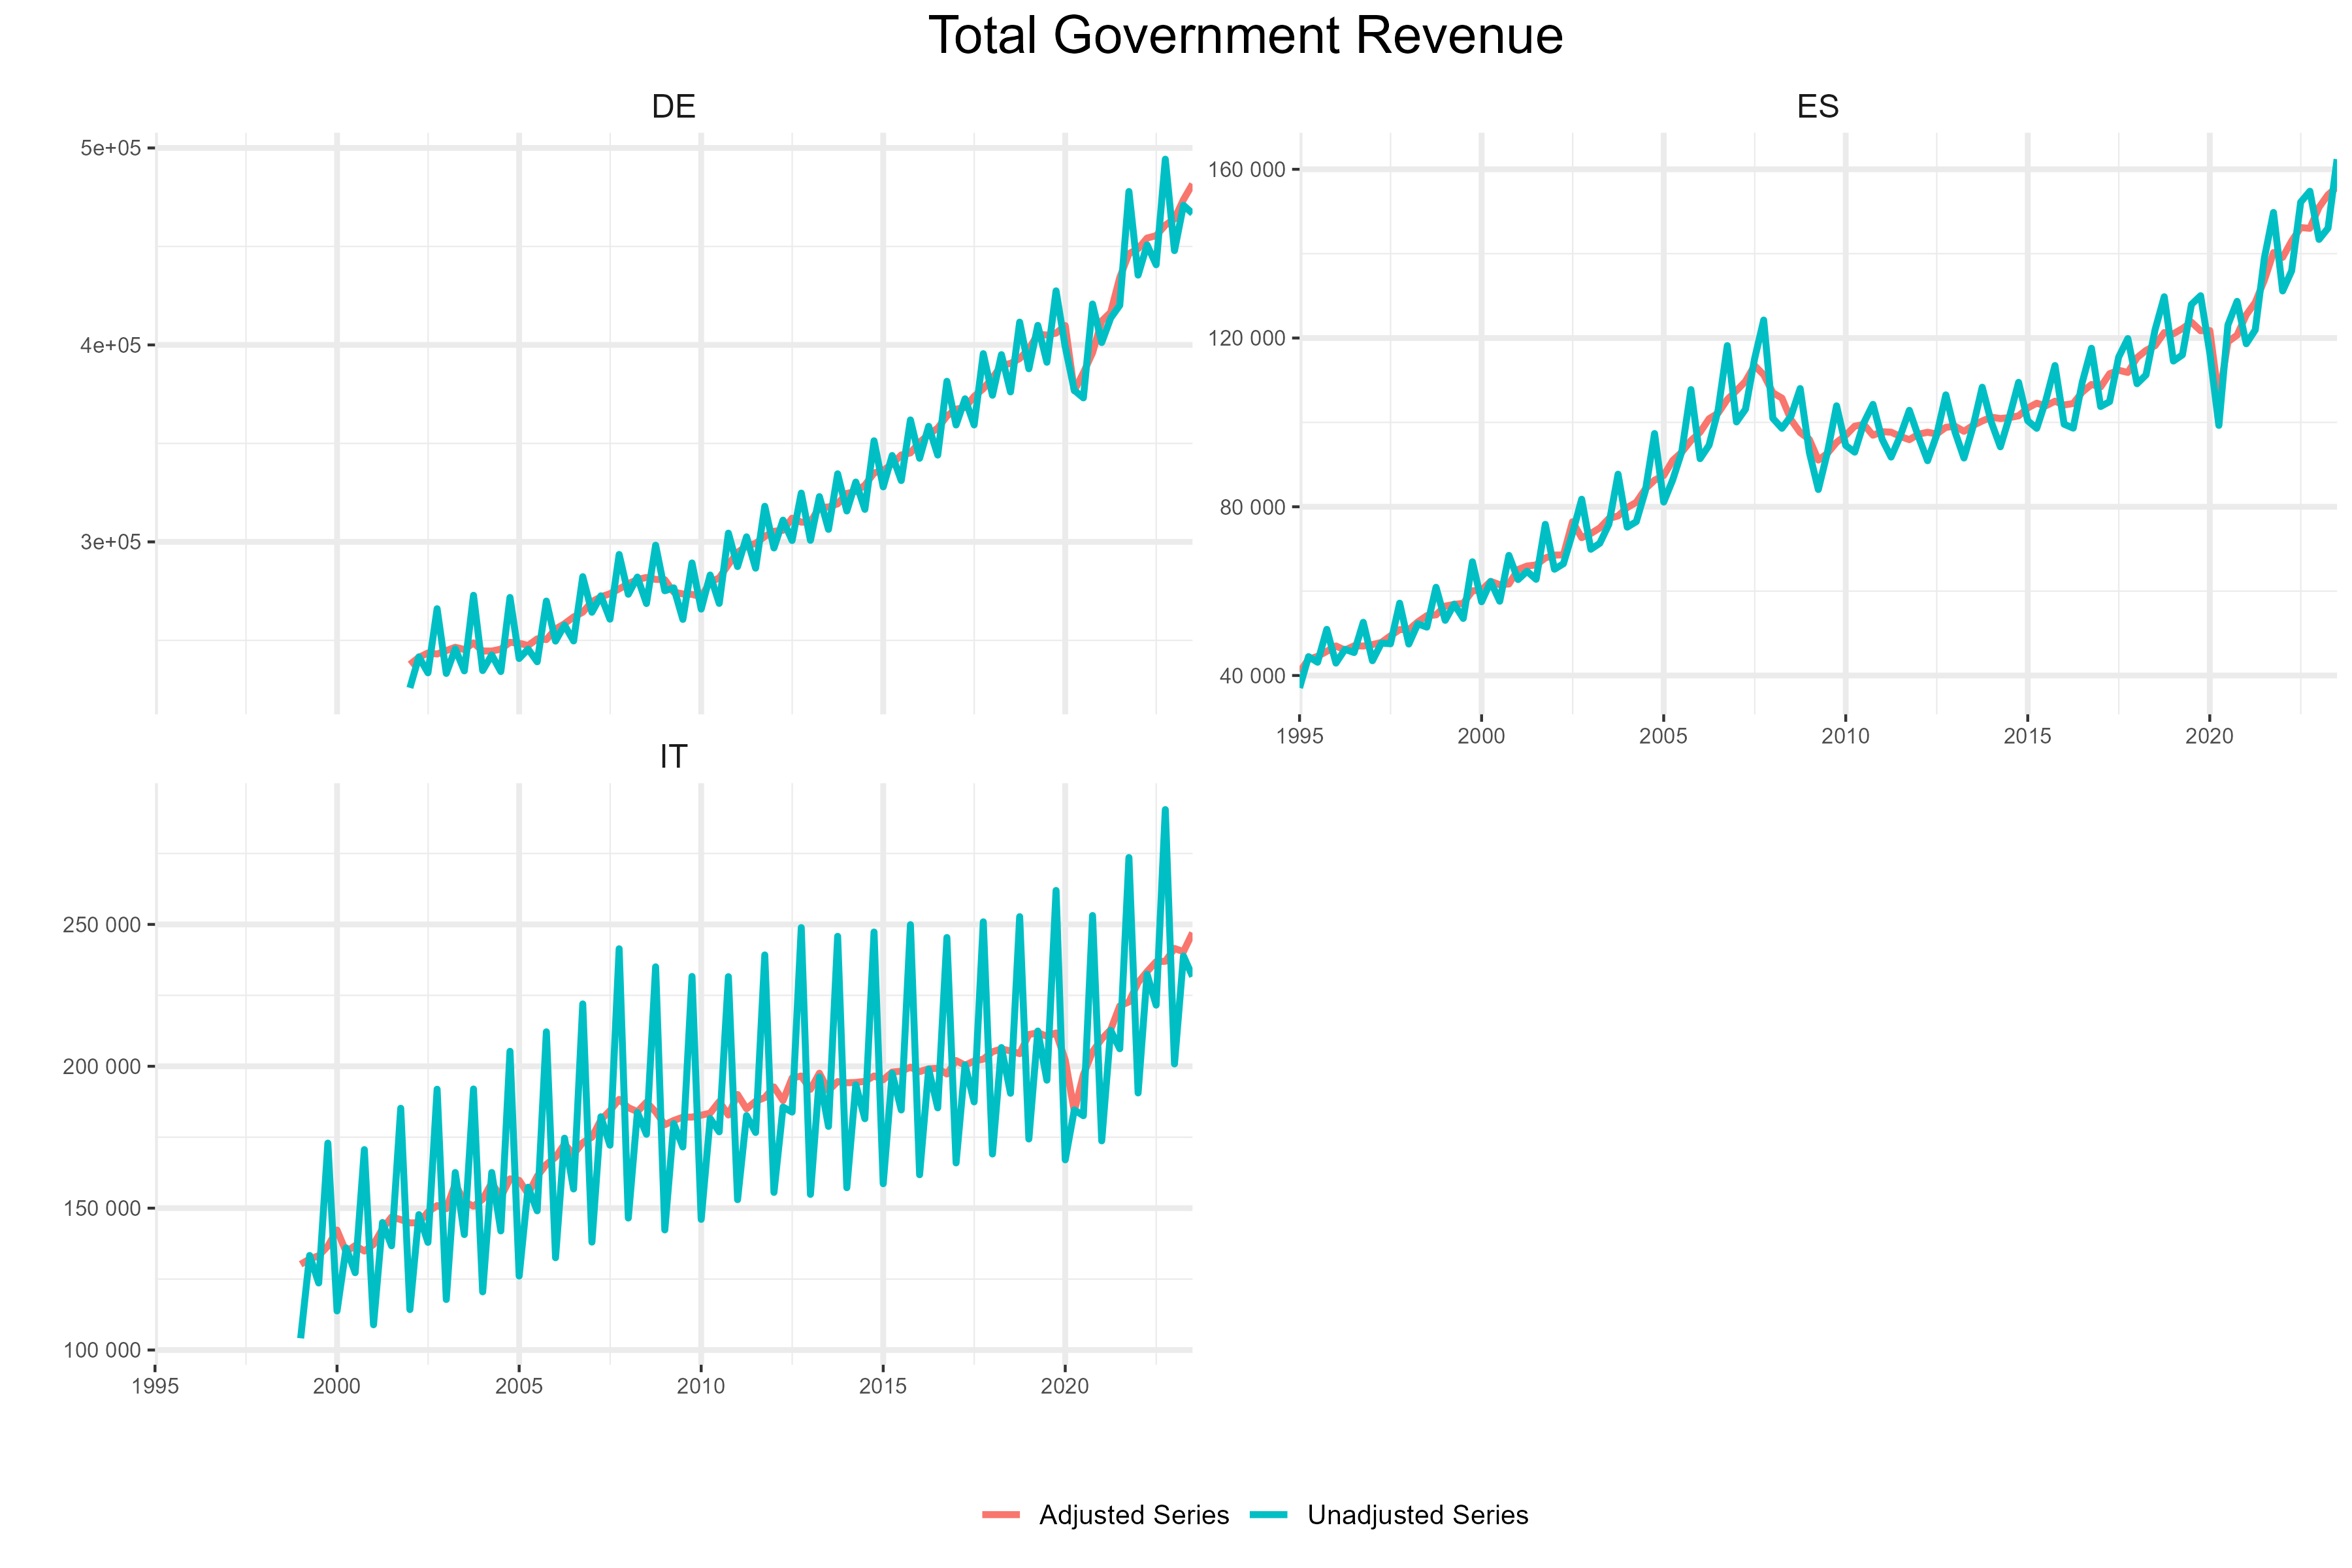 Total Government Revenue
DE
5e+05
4e+05
3e+05
ES
160 000
120 000
80 000
40 000
1995 2000 2005 2010 2015 2020
IT
250 000
200 000
150 000
100 000
1995 2000 2005 2010 2015 2020
Adjusted Series Unadjusted Series